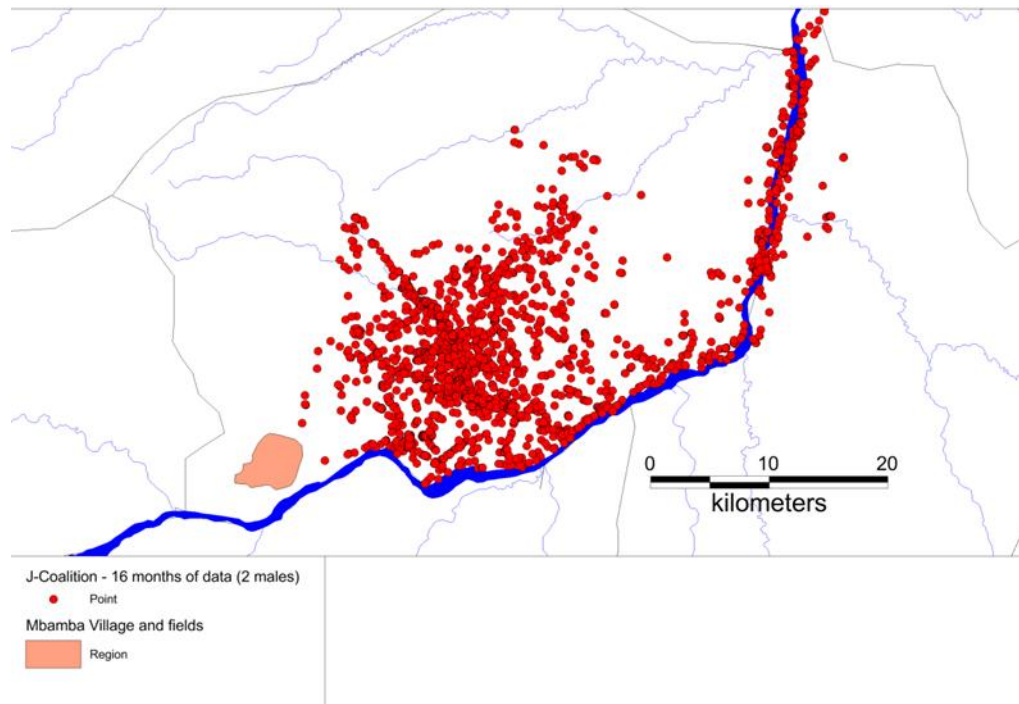 0 10 20
kilometers
J-Coalition - 16 months of data (2 males)
Point
Mbamba Village and fields
Region